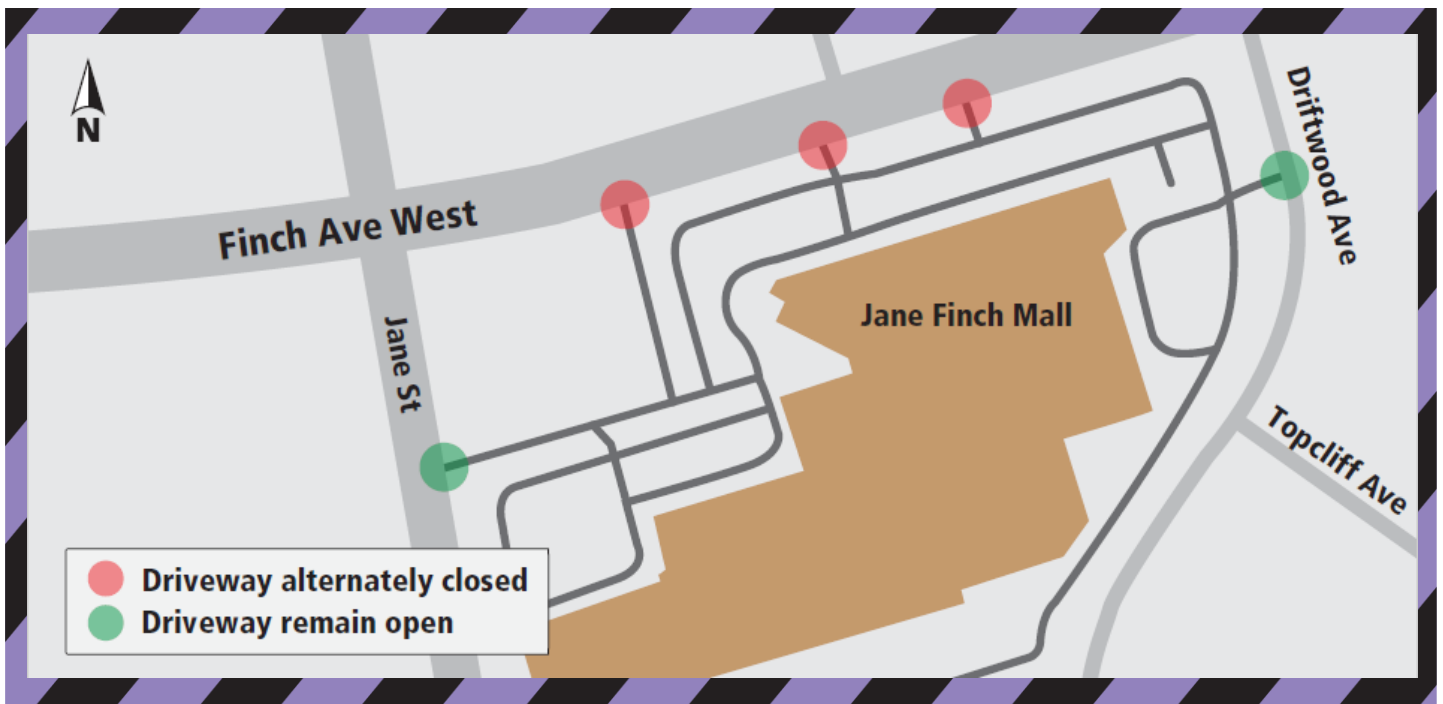 N
Finch Ave West
Jane St
Jane Finch Mall
Driftwood Ave
Topcliff Ave
Driveway alternately closed
Driveway remain open